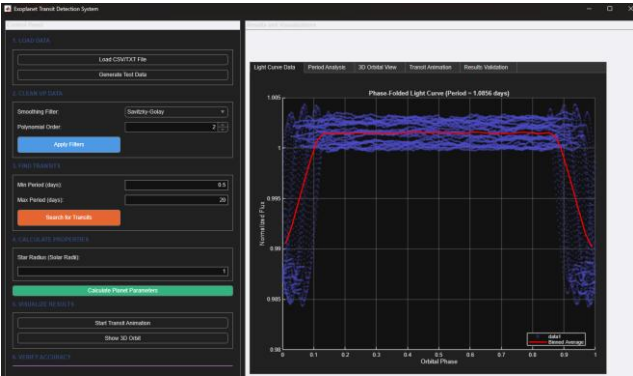 Exoplanet Transit Detection System
1. LOAD DATA
Load CSV/TXT File
Generate Test Data
2. CLEAN UP DATA
Smoothing Filter:
Savitzky-Golay
Polynomial Order:
2
Apply Filters
3. FIND TRANSITS
Min Period (days)
0.5
Max Period (days):
20
Search for Transits
4. CALCULATE PROPERTIES
Star Radius (Solar Radii):
1
Calculate Planet Parameters
5. VISUALIZE RESULTS
Start Transit Animation
Show 3D Orbit
6. VERIFY ACCURACY
Light Curve Data
Period Analysis
3D Orbital View
Transit Animation
Results Validation
Phase-Folded Light Curve (Period = 1.0856 days)
1.005
1
0.995
0.99
0.985
0.98
Normalized Flux
0 0.1 0.2 0.3 0.4 0.5 0.6 0.7 0.8 0.9 1
Orbital Phase
data1
Binned Average